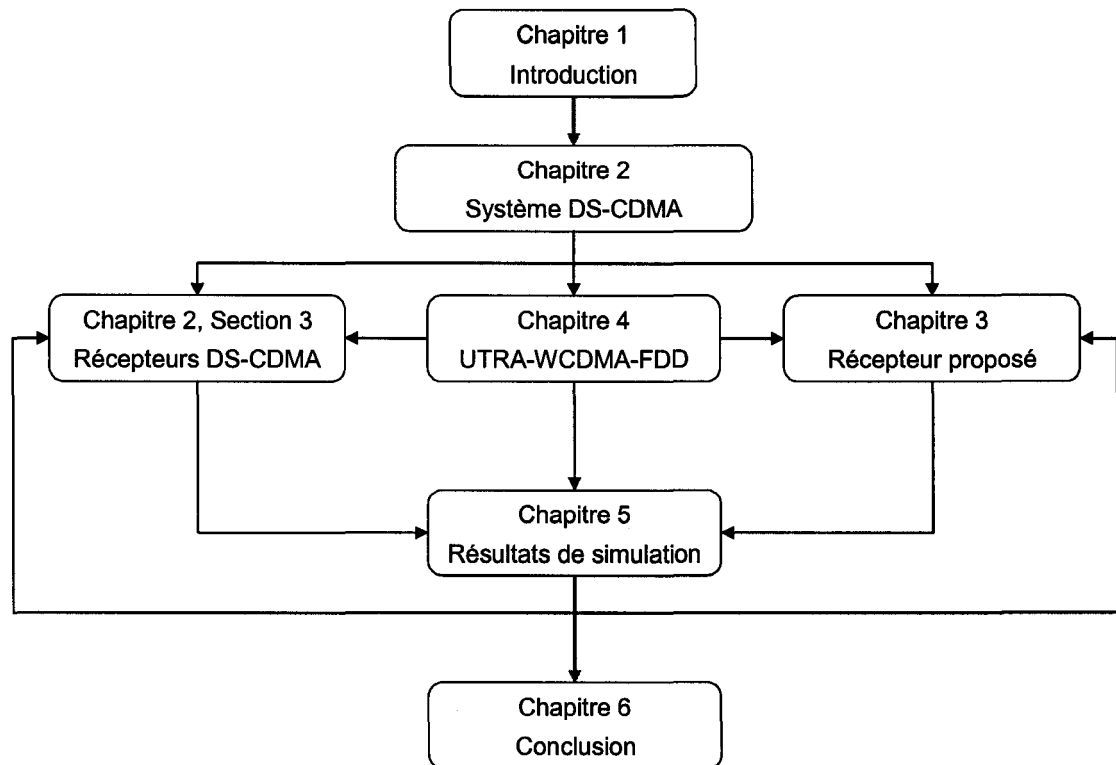 Chapitre 1
Introduction
Chapitre 2
Système DS-CDMA
Chapitre 2, Section 3
Récepteurs DS-CDMA
Chapitre 4
UTRA-WCDMA-FDD
Chapitre 3
Récepteur proposé
Chapitre 5
Résultats de simulation
Chapitre 6
Conclusion